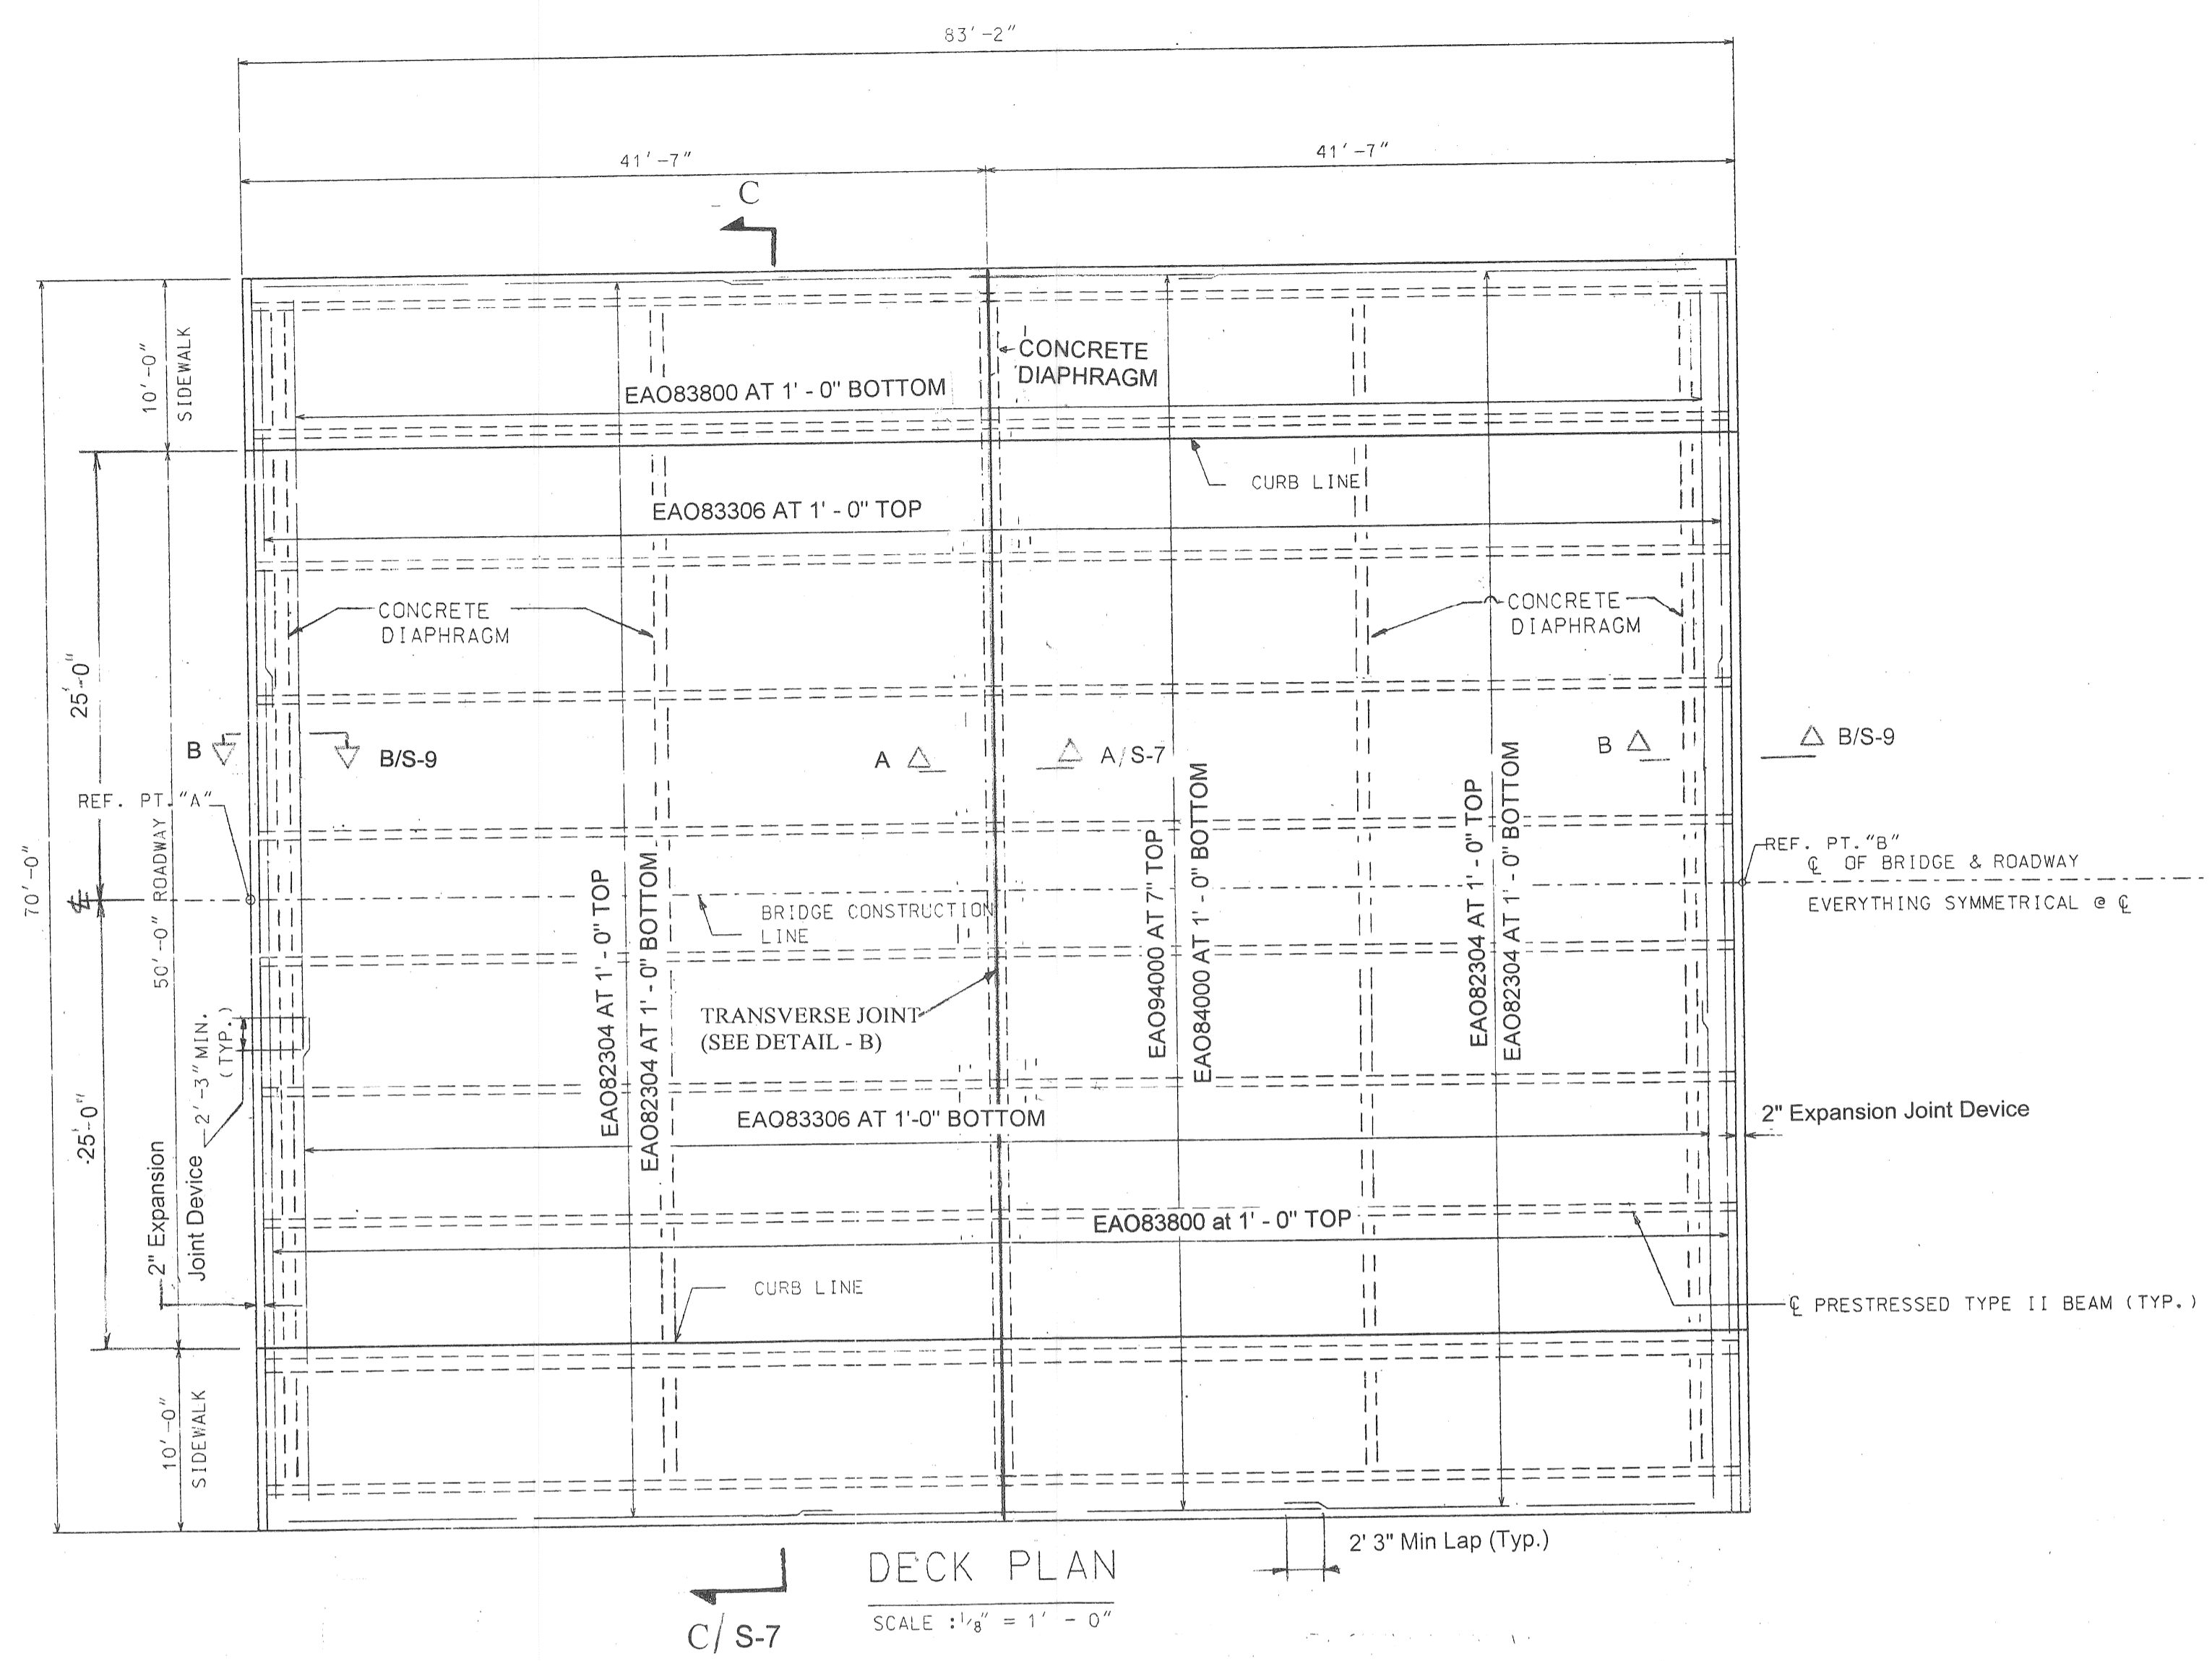 83'-2"
41'-7"
41'-7"
C
10'-0"
SIDEWALK
CONCRETE
DIAPHRAGM
EAO83800 AT 1' - 0" BOTTOM
CURB LINE
EAO83306 AT 1' - 0" TOP
CONCRETE
DIAPHRAGM
CONCRETE
DIAPHRAGM
25'-0"
B
B/S-9
A
A/S-7
B
B/S-9
REF. PT. "A"
70'-0"
50'-0" ROADWAY
REF. PT. "B"
℄ OF BRIDGE & ROADWAY
EVERYTHING SYMMETRICAL @ ℄
BRIDGE CONSTRUCTION
LINE
EAO82304 AT 1' - 0" TOP
EAO82304 AT 1' - 0" BOTTOM
EAO94000 AT 7" TOP
EAO84000 AT 1' - 0" BOTTOM
EAO82304 AT 1' - 0" TOP
EAO82304 AT 1' - 0" BOTTOM
TRANSVERSE JOINT
(SEE DETAIL - B)
2'-3" MIN.
(TYP.)
25'-0"
EAO83306 AT 1'-0" BOTTOM
2" Expansion Joint Device
2" Expansion
Joint Device
EAO83800 at 1' - 0" TOP
CURB LINE
℄ PRESTRESSED TYPE II BEAM (TYP.)
10'-0"
SIDEWALK
2' 3" Min Lap (Typ.)
DECK PLAN
SCALE :1/8" = 1' - 0"
C/ S-7